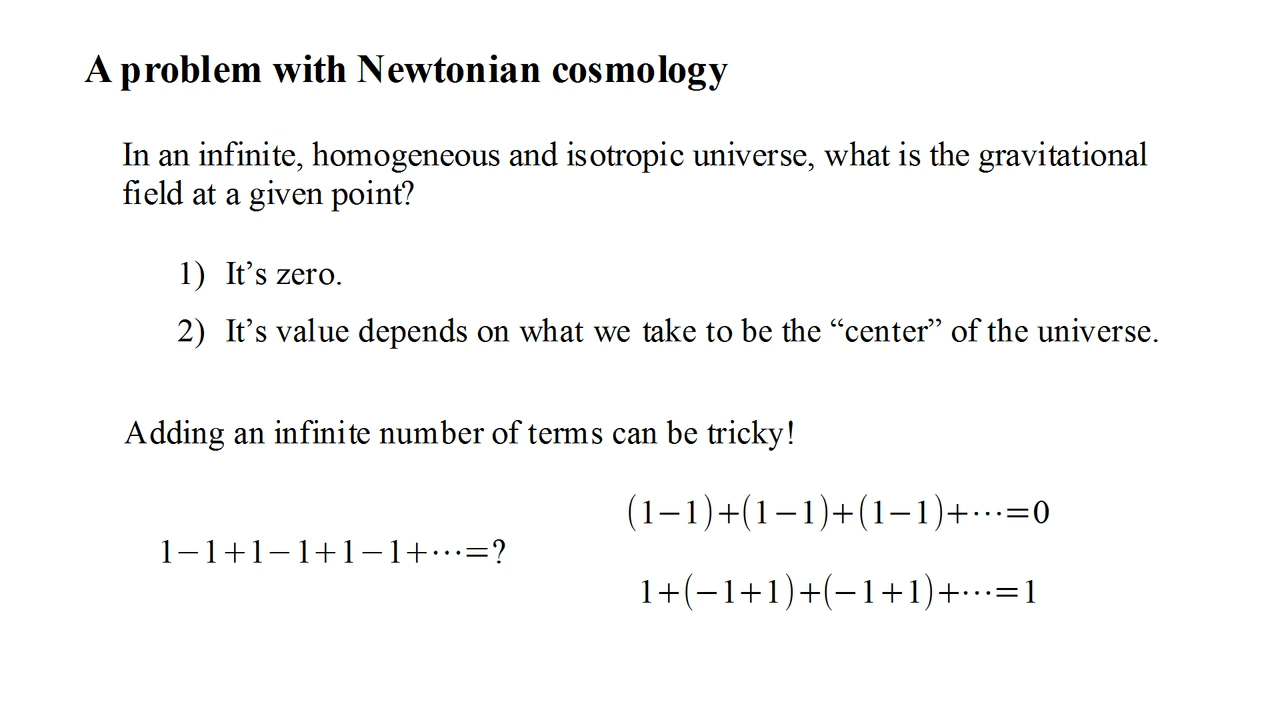 A problem with Newtonian cosmology
In an infinite, homogeneous and isotropic universe, what is the gravitational
field at a given point?
1) It’s zero.
2) It’s value depends on what we take to be the “center” of the universe.
Adding an infinite number of terms can be tricky!
(1−1)+(1−1)+(1−1)+⋯=0
1−1+1−1+1−1+⋯=?
1+(−1+1)+(−1+1)+⋯=1